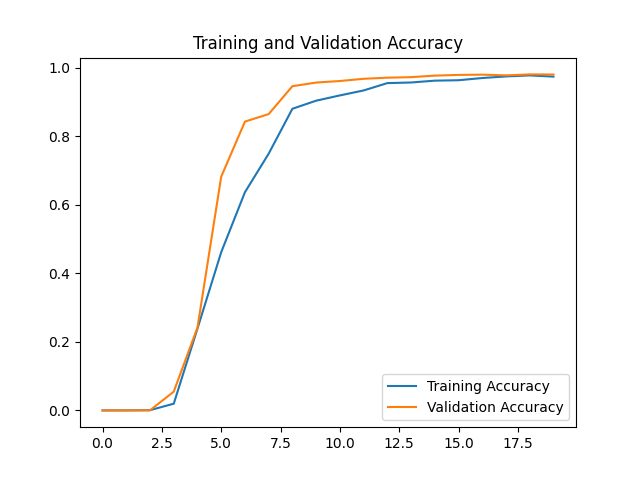 Training and Validation Accuracy
1.0
0.8
0.6
0.4
0.2
0.0
Training Accuracy
Validation Accuracy
0.0 2.5 5.0 7.5 10.0 12.5 15.0 17.5